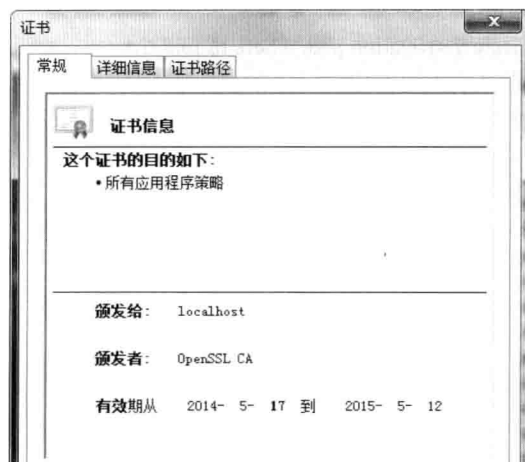 证书
常规 详细信息 证书路径
证书信息
这个证书的目的如下:
•所有应用程序策略
颁发给: localhost
颁发者: OpenSSL CA
有效期从 2014- 5- 17 到 2015- 5- 12